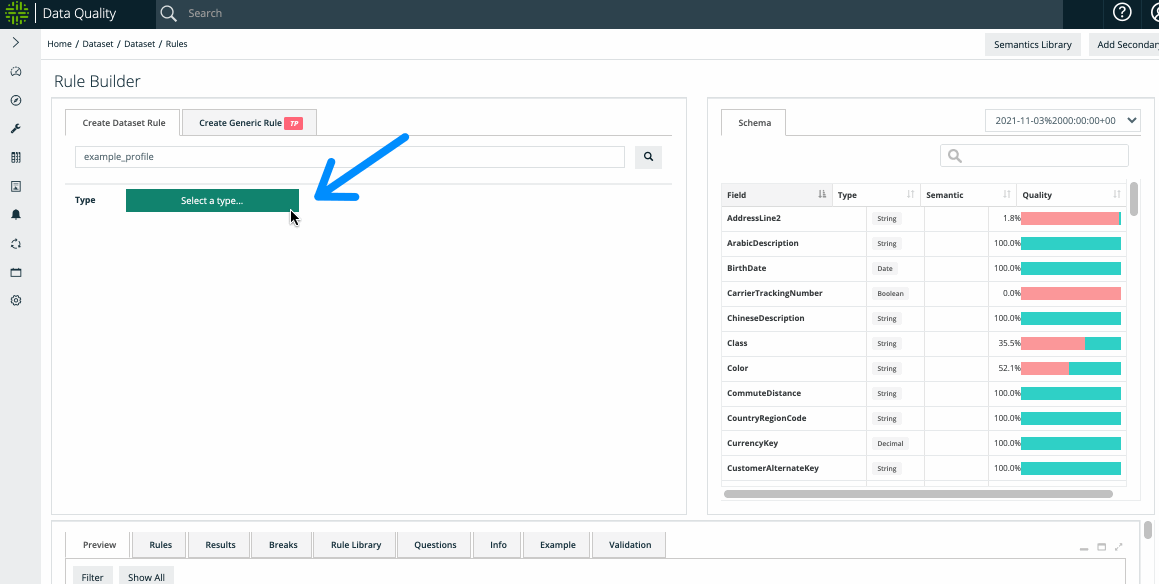 Data Quality
Search
Home / Dataset / Dataset / Rules
Semantics Library
Add Secondary
Rule Builder
Create Dataset Rule
Create Generic Rule TP
example_profile
Type
Select a type...
Schema
2021-11-03%2000:00:00+00
Field Type Semantic Quality
AddressLine2 String 1.8%
ArabicDescription String 100.0%
BirthDate Date 100.0%
CarrierTrackingNumber Boolean 0.0%
ChineseDescription String 100.0%
Class String 35.5%
Color String 52.1%
CommuteDistance String 100.0%
CountryRegionCode String 100.0%
CurrencyKey Decimal 100.0%
CustomerAlternateKey String 100.0%
Preview Rules Results Breaks Rule Library Questions Info Example Validation
Filter Show All